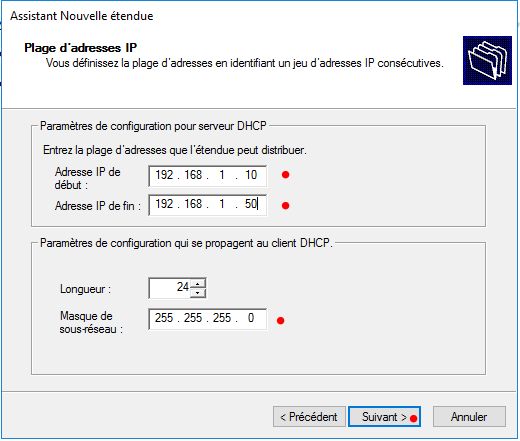 Assistant Nouvelle étendue
Plage d'adresses IP
Vous définissez la plage d'adresses en identifiant un jeu d'adresses IP consécutives.
Paramètres de configuration pour serveur DHCP
Entrez la plage d'adresses que l'étendue peut distribuer.
Adresse IP de
début :
192 . 168 . 1 . 10
Adresse IP de fin :
192 . 168 . 1 . 50
Paramètres de configuration qui se propagent au client DHCP.
Longueur :
24
Masque de
sous-réseau :
255 . 255 . 255 . 0
< Précédent
Suivant >
Annuler